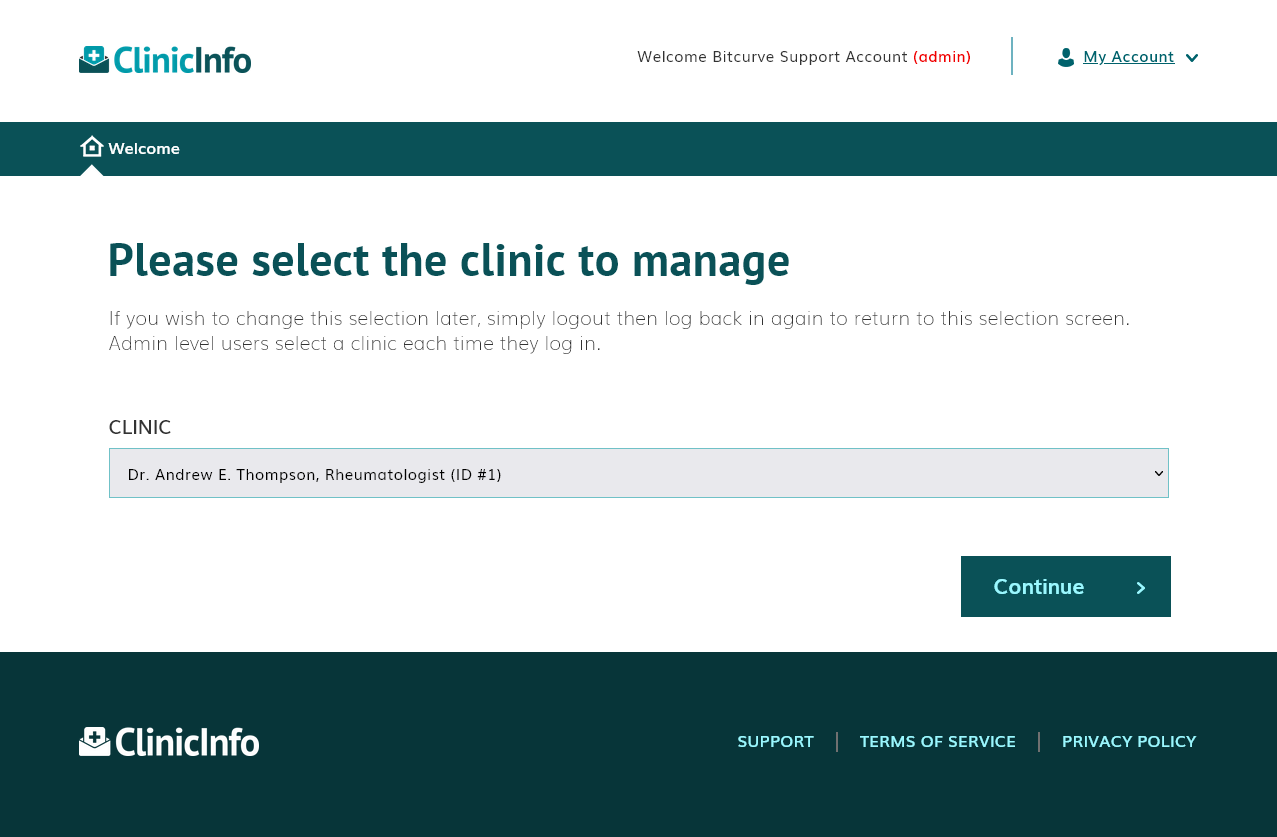 ClinicInfo
Welcome Bitcurve Support Account (admin)
My Account
Welcome
Please select the clinic to manage
If you wish to change this selection later, simply logout then log back in again to return to this selection screen.
Admin level users select a clinic each time they log in.
CLINIC
Dr. Andrew E. Thompson, Rheumatologist (ID #1)
Continue
ClinicInfo
SUPPORT
TERMS OF SERVICE
PRIVACY POLICY